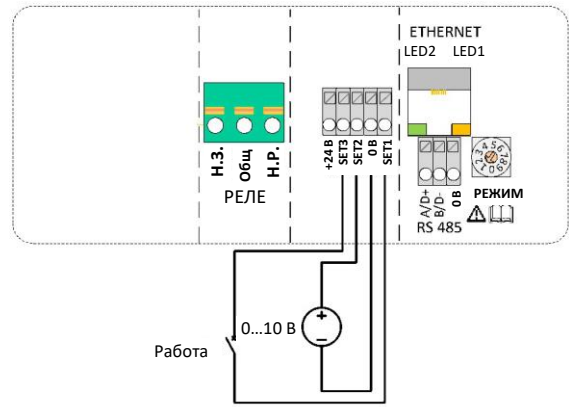 ETHERNET
LED2 LED1
Н.З.
Общ
Н.Р.
РЕЛЕ
+24 В
SET3
SET2
0 В
SET1
A/D+
B/D-
0 В
RS 485
РЕЖИМ
0...10 В
+
−
Работа